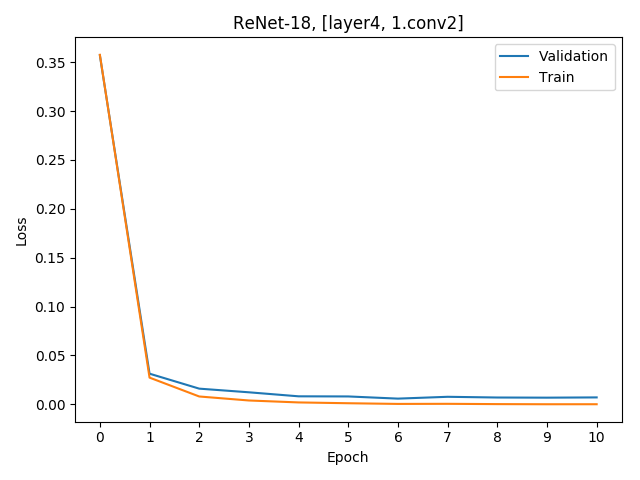 ReNet-18, [layer4, 1.conv2]
Validation
Train
0.35
0.30
0.25
0.20
0.15
0.10
0.05
0.00
Loss
0 1 2 3 4 5 6 7 8 9 10
Epoch